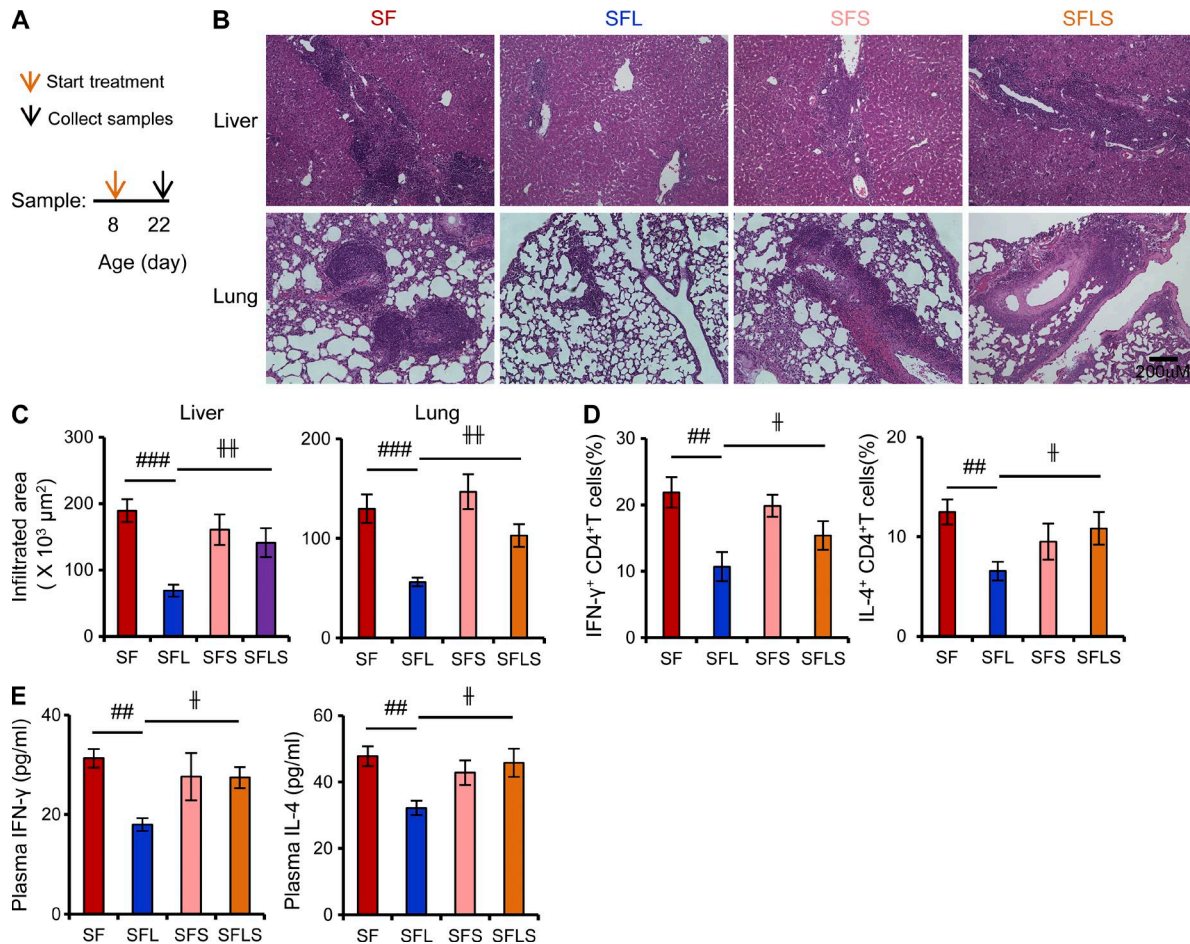 A
Start treatment
Collect samples
Sample:
8 22
Age (day)
B
SF SFL SFS SFLS
Liver
Lung
200µM
C
Liver
Infiltrated area
( X 10³ µm²)
300
200
100
0
###
ǂǂ
SF SFL SFS SFLS
Lung
200
100
0
###
ǂǂ
SF SFL SFS SFLS
D
IFN-γ⁺ CD4⁺T cells(%)
30
20
10
0
##
ǂ
SF SFL SFS SFLS
IL-4⁺ CD4⁺T cells(%)
20
10
0
##
ǂ
SF SFL SFS SFLS
E
Plasma IFN-γ (pg/ml)
40
20
0
##
ǂ
SF SFL SFS SFLS
Plasma IL-4 (pg/ml)
60
40
20
0
##
ǂ
SF SFL SFS SFLS